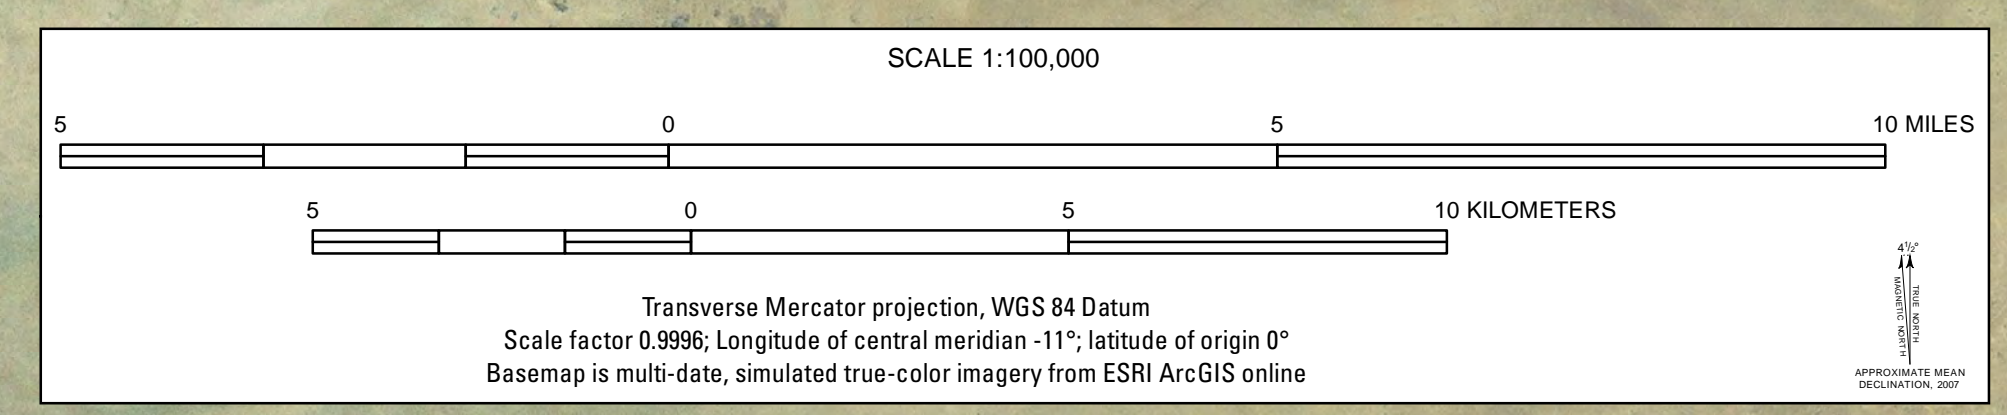 SCALE 1:100,000
5 0 5 10 MILES
5 0 5 10 KILOMETERS
4 1/2°
MAGNETIC NORTH
TRUE NORTH
Transverse Mercator projection, WGS 84 Datum
Scale factor 0.9996; Longitude of central meridian -11°; latitude of origin 0°
Basemap is multi-date, simulated true-color imagery from ESRI ArcGIS online
APPROXIMATE MEAN
DECLINATION, 2007